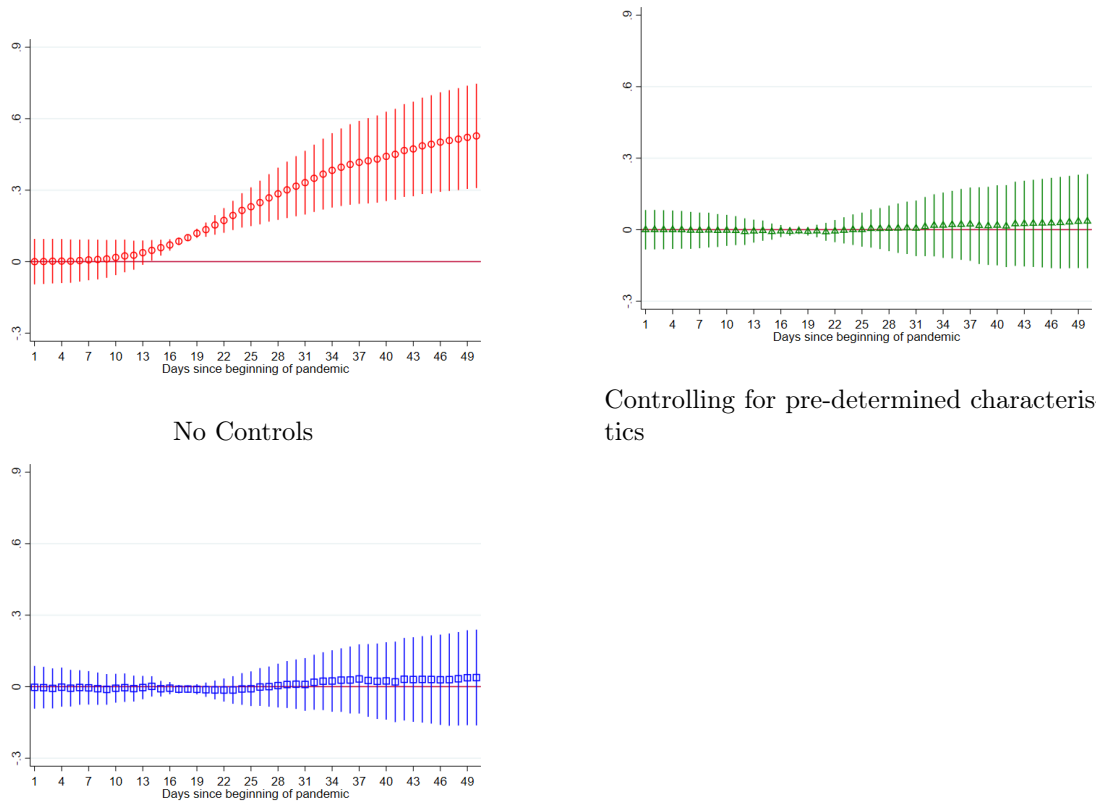 .9
.6
.3
0
-.3
1 4 7 10 13 16 19 22 25 28 31 34 37 40 43 46 49
Days since beginning of pandemic
No Controls
.9
.6
.3
0
-.3
1 4 7 10 13 16 19 22 25 28 31 34 37 40 43 46 49
Days since beginning of pandemic
Controlling for pre-determined characteris-
tics
.9
.6
.3
0
-.3
1 4 7 10 13 16 19 22 25 28 31 34 37 40 43 46 49
Days since beginning of pandemic